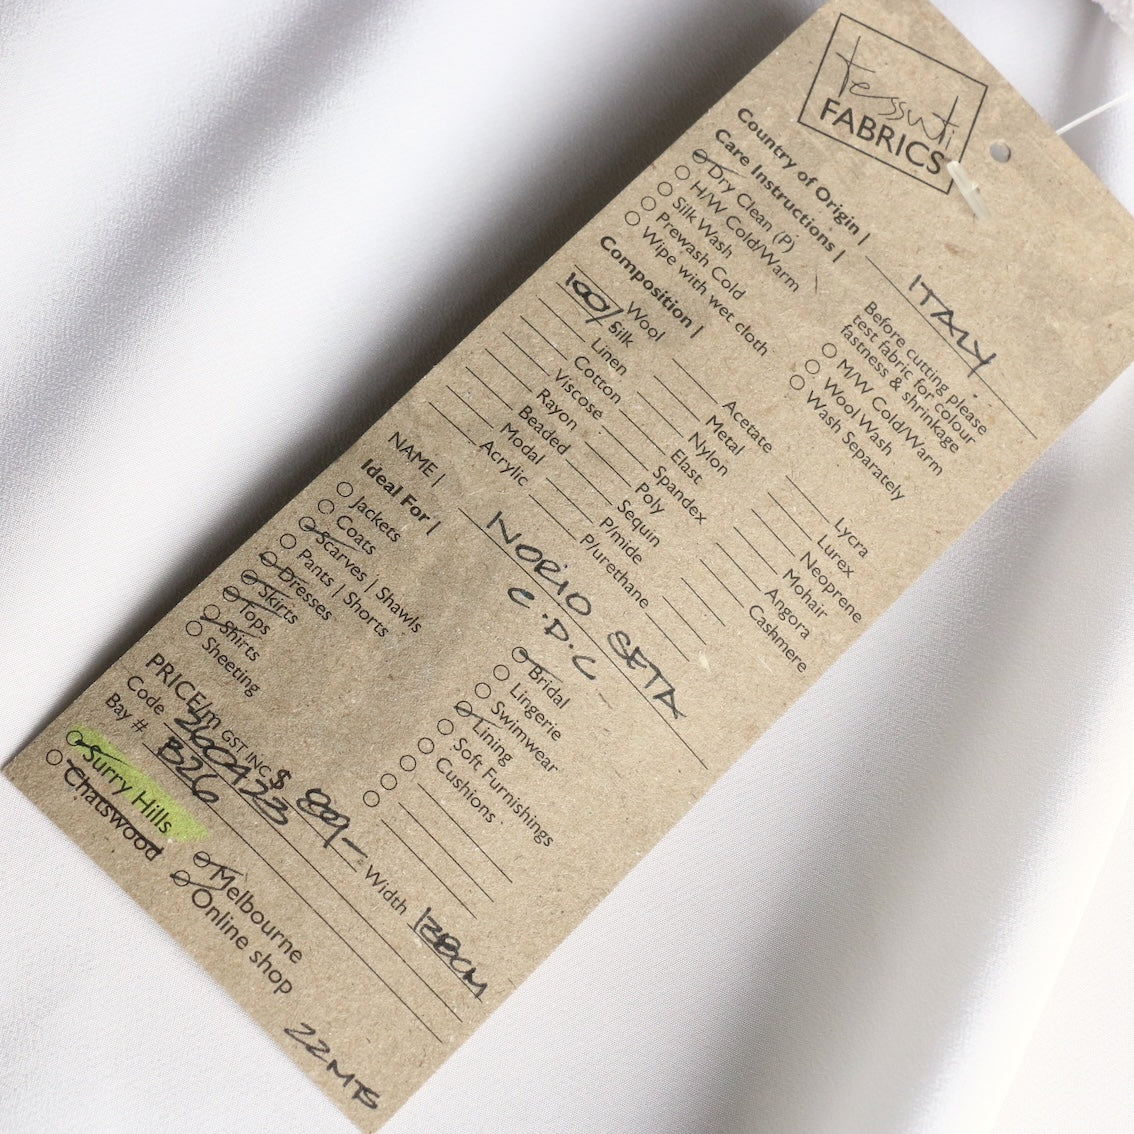 tessuti
FABRICS
Country of Origin | ITALY
Care Instructions |
Dry Clean (P)
H/W Cold/Warm
Silk Wash
Prewash Cold
Wipe with wet cloth
Before cutting please
test fabric for colour
fastness & shrinkage
M/W Cold/Warm
Wool Wash
Wash Separately
Composition |
Wool
100/ Silk
Linen
Cotton
Viscose
Rayon
Beaded
Modal
Acrylic
Acetate
Metal
Nylon
Elast
Spandex
Poly
Sequin
P/mide
P/urethane
Lycra
Lurex
Neoprene
Mohair
Angora
Cashmere
NAME | NORIO SETA
C.D.C
Ideal For |
Jackets
Coats
Scarves | Shawls
Pants | Shorts
Dresses
Skirts
Tops
Shirts
Sheeting
Bridal
Lingerie
Swimwear
Lining
Soft Furnishings
Cushions
PRICE/m GST INC $ 89/- Width 138CM
Code 260423
Bay # B26
Surry Hills
Chatswood
Melbourne
Online shop
22 MTS